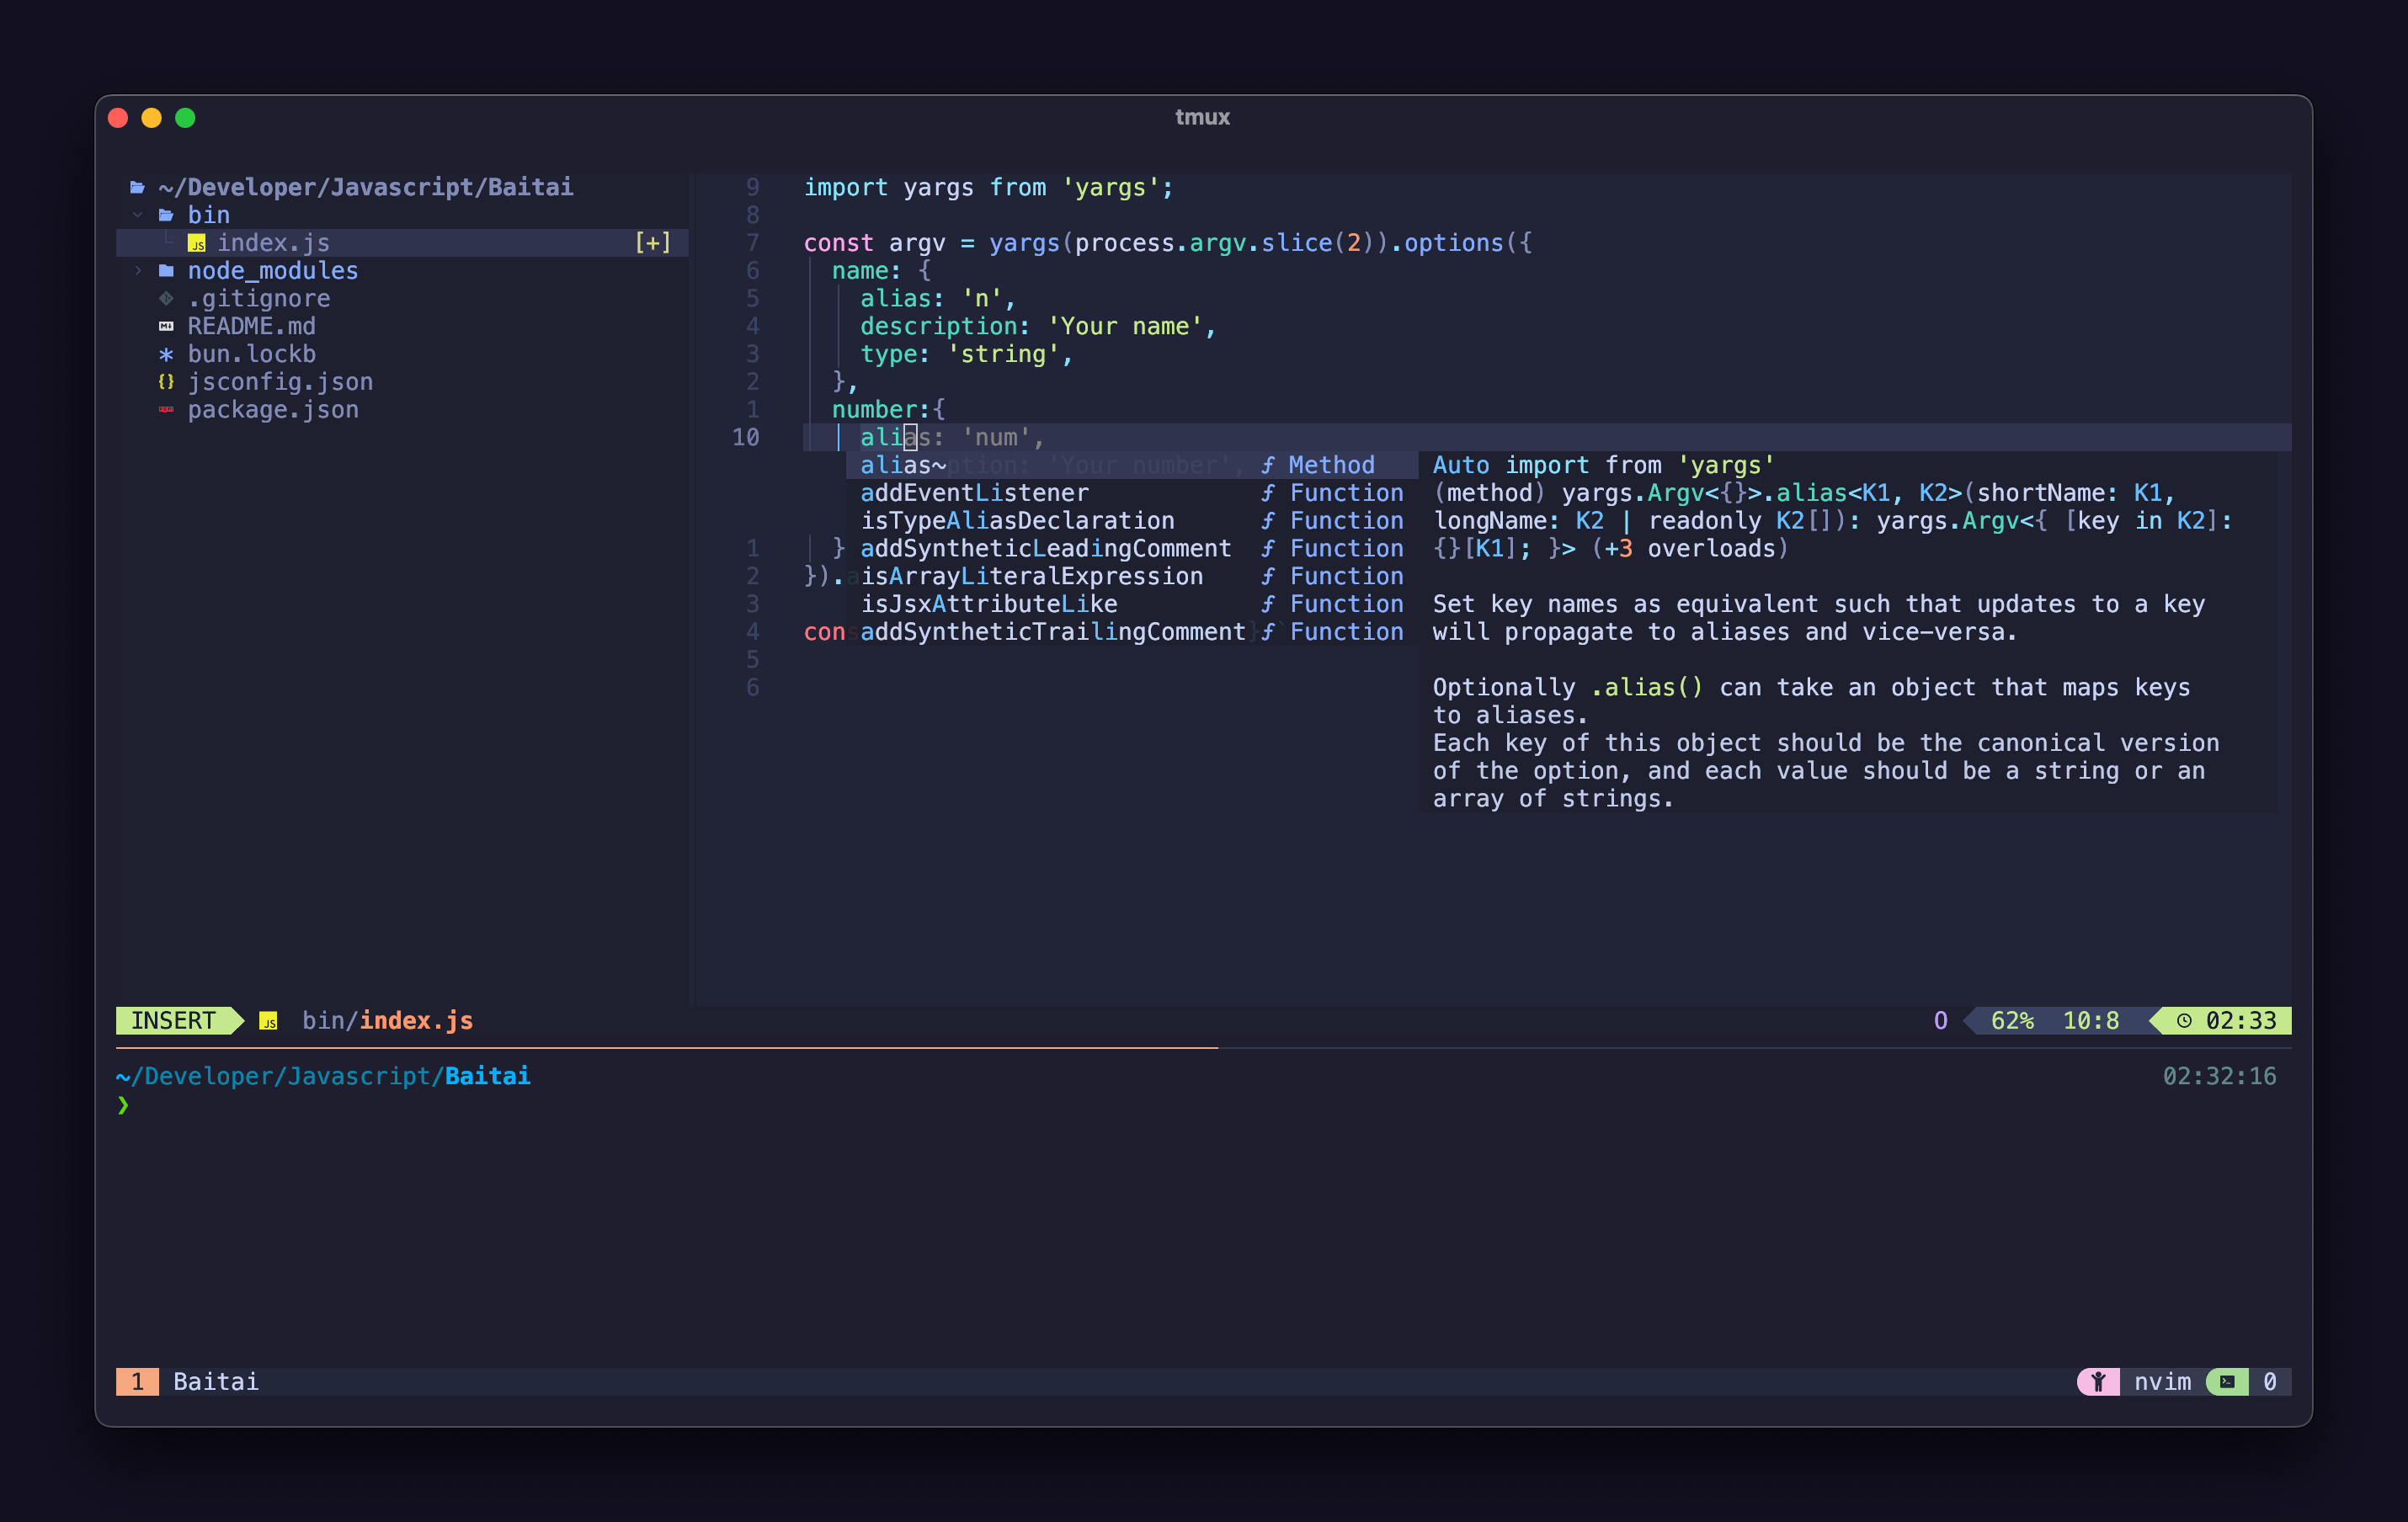 tmux
~/Developer/Javascript/Baitai
bin
JS index.js [+]
node_modules
.gitignore
README.md
bun.lockb
{} jsconfig.json
package.json
9 import yargs from 'yargs';
8
7 const argv = yargs(process.argv.slice(2)).options({
6 name: {
5 alias: 'n',
4 description: 'Your name',
3 type: 'string',
2 },
1 number:{
10 alias: 'num',
alias~ption: 'Your number', ƒ Method
addEventListener ƒ Function
isTypeAliasDeclaration ƒ Function
1 } addSyntheticLeadingComment ƒ Function
2 }).a isArrayLiteralExpression ƒ Function
3 isJsxAttributeLike ƒ Function
4 cons addSyntheticTrailingComment}ƒ Function
5
6
Auto import from 'yargs'
(method) yargs.Argv<{}>.alias<K1, K2>(shortName: K1,
longName: K2 | readonly K2[]): yargs.Argv<{ [key in K2]:
{}[K1]; }> (+3 overloads)
Set key names as equivalent such that updates to a key
will propagate to aliases and vice-versa.
Optionally .alias() can take an object that maps keys
to aliases.
Each key of this object should be the canonical version
of the option, and each value should be a string or an
array of strings.
INSERT JS bin/index.js O 62% 10:8 02:33
~/Developer/Javascript/Baitai 02:32:16
❯
1 Baitai nvim 0